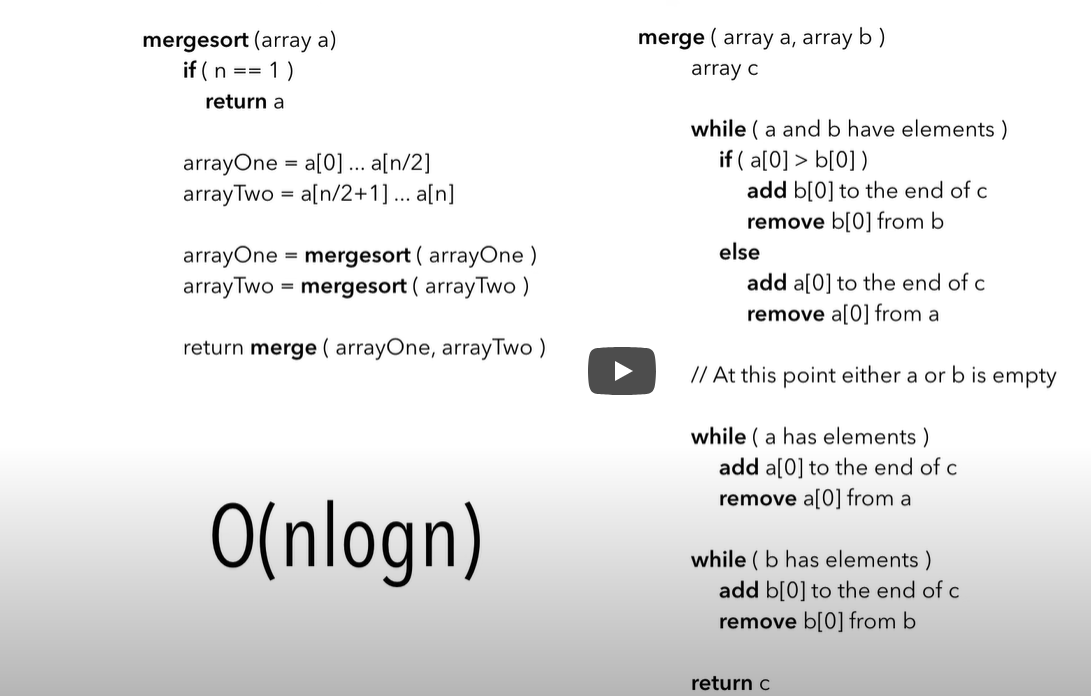 mergesort (array a)
if ( n == 1 )
return a
arrayOne = a[0] ... a[n/2]
arrayTwo = a[n/2+1] ... a[n]
arrayOne = mergesort ( arrayOne )
arrayTwo = mergesort ( arrayTwo )
return merge ( arrayOne, arrayTwo )
O(nlogn)
merge ( array a, array b )
array c
while ( a and b have elements )
if ( a[0] > b[0] )
add b[0] to the end of c
remove b[0] from b
else
add a[0] to the end of c
remove a[0] from a
// At this point either a or b is empty
while ( a has elements )
add a[0] to the end of c
remove a[0] from a
while ( b has elements )
add b[0] to the end of c
remove b[0] from b
return c